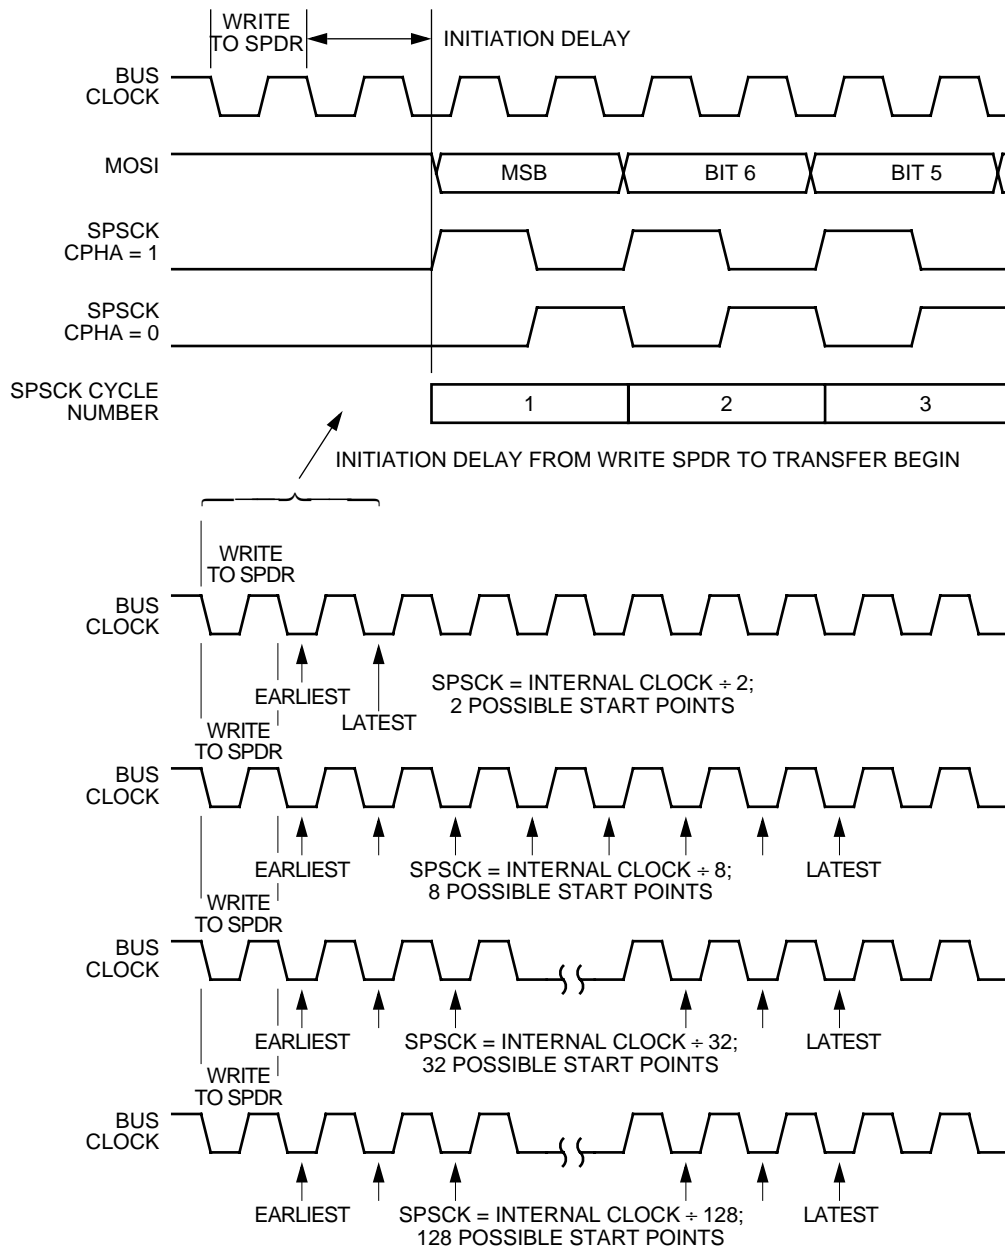 WRITE
TO SPDR
INITIATION DELAY
BUS
CLOCK
MOSI
MSB
BIT 6
BIT 5
SPSCK
CPHA = 1
SPSCK
CPHA = 0
SPSCK CYCLE
NUMBER
1
2
3
INITIATION DELAY FROM WRITE SPDR TO TRANSFER BEGIN
WRITE
TO SPDR
BUS
CLOCK
EARLIEST
LATEST
SPSCK = INTERNAL CLOCK ÷ 2;
2 POSSIBLE START POINTS
WRITE
TO SPDR
BUS
CLOCK
EARLIEST
SPSCK = INTERNAL CLOCK ÷ 8;
8 POSSIBLE START POINTS
LATEST
WRITE
TO SPDR
BUS
CLOCK
EARLIEST
SPSCK = INTERNAL CLOCK ÷ 32;
32 POSSIBLE START POINTS
LATEST
WRITE
TO SPDR
BUS
CLOCK
EARLIEST
SPSCK = INTERNAL CLOCK ÷ 128;
128 POSSIBLE START POINTS
LATEST